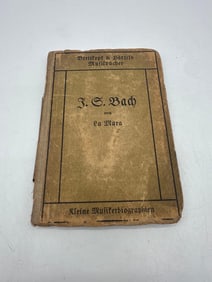 Breitkopf & Härtels
Musikbücher
J. S. Bach
von
La Mara
Kleine Musikerbiographien